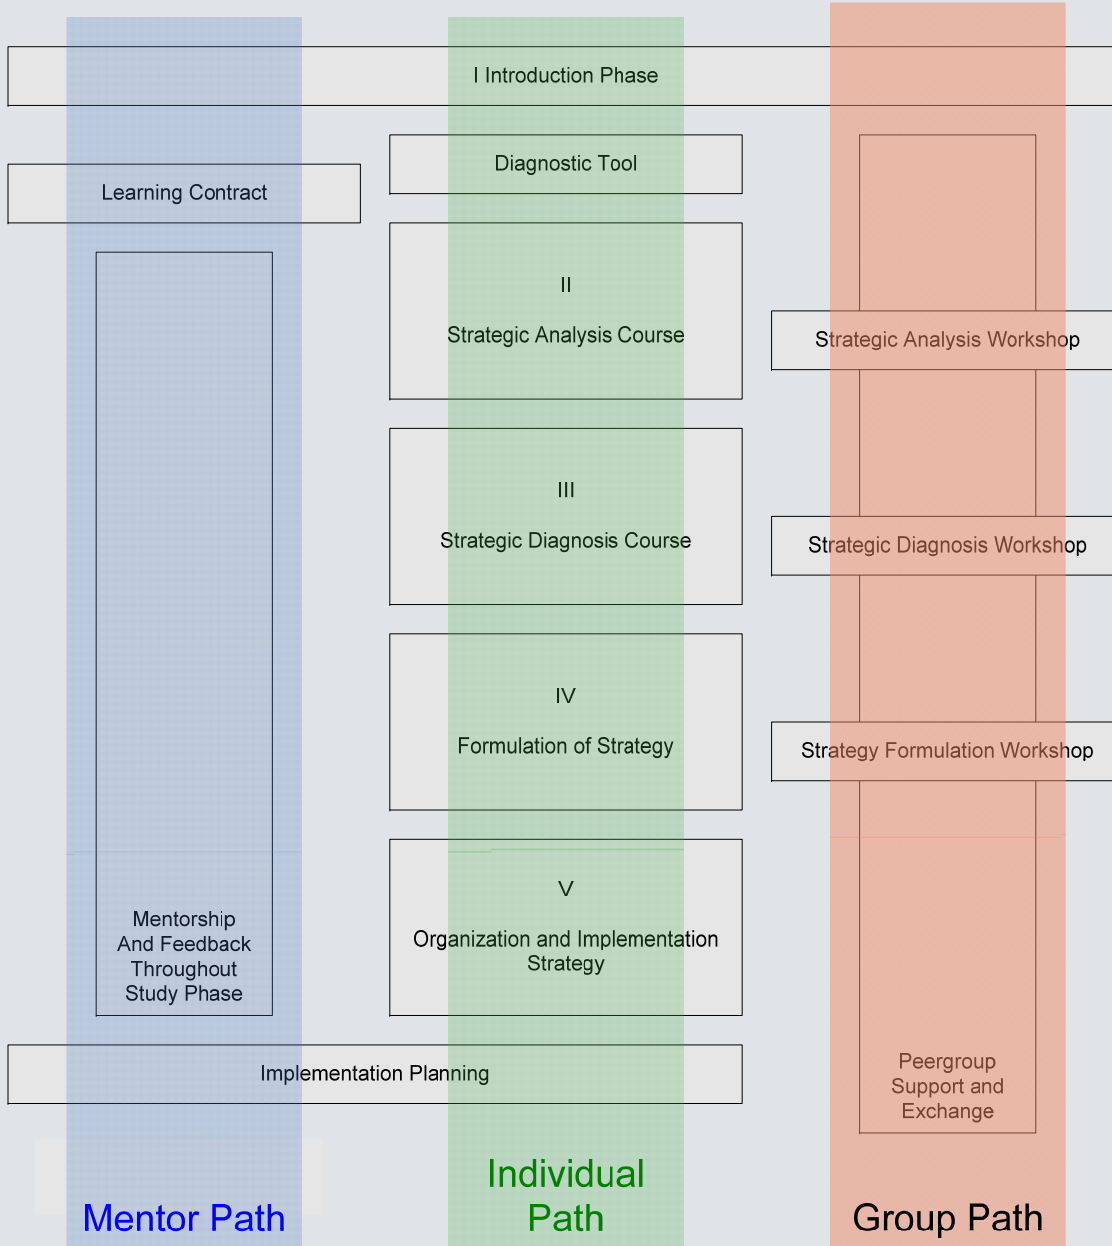 I Introduction Phase
Diagnostic Tool
Learning Contract
II
Strategic Analysis Course
Strategic Analysis Workshop
III
Strategic Diagnosis Course
Strategic Diagnosis Workshop
IV
Formulation of Strategy
Strategy Formulation Workshop
V
Organization and Implementation
Strategy
Mentorship
And Feedback
Throughout
Study Phase
Implementation Planning
Peergroup
Support and
Exchange
Mentor Path
Individual
Path
Group Path